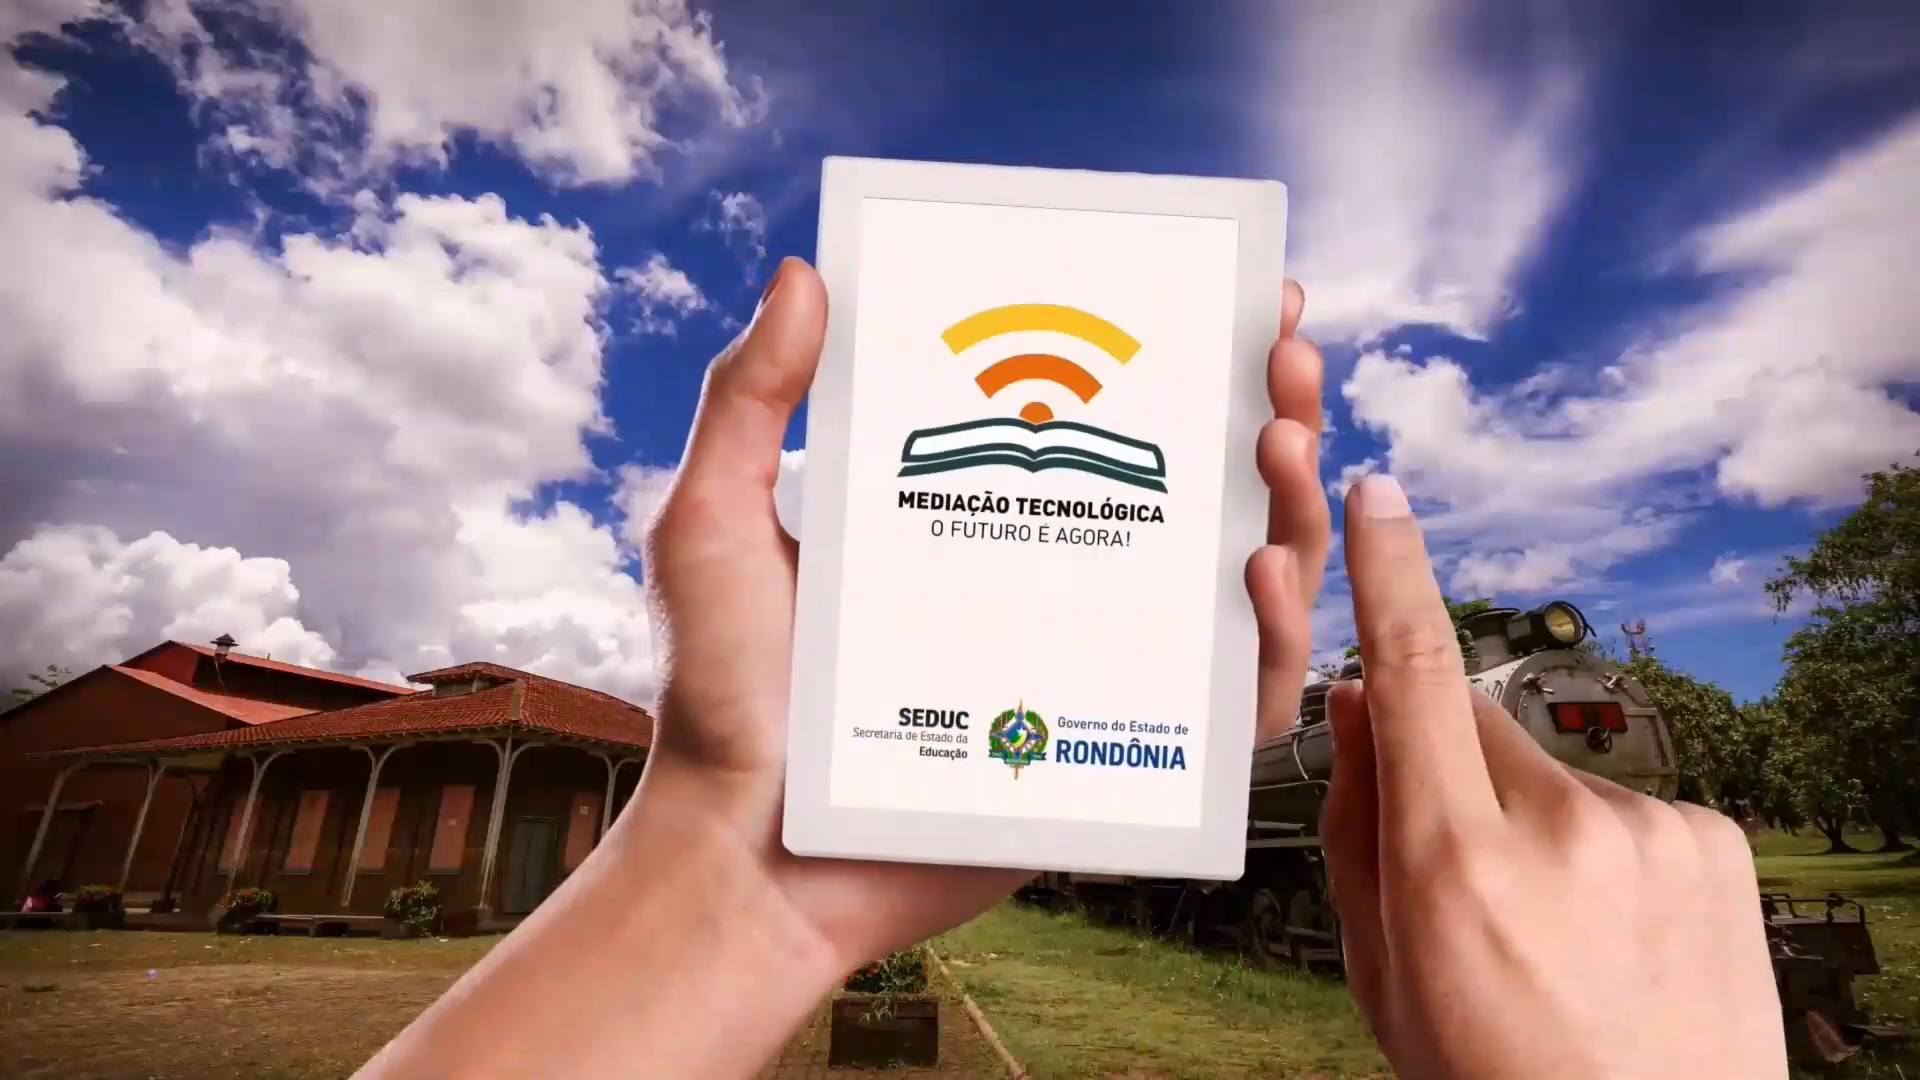 MEDIAÇÃO TECNOLÓGICA
O FUTURO É AGORA!
SEDUC
Secretaria de Estado da
Educação
Governo do Estado de
RONDÔNIA